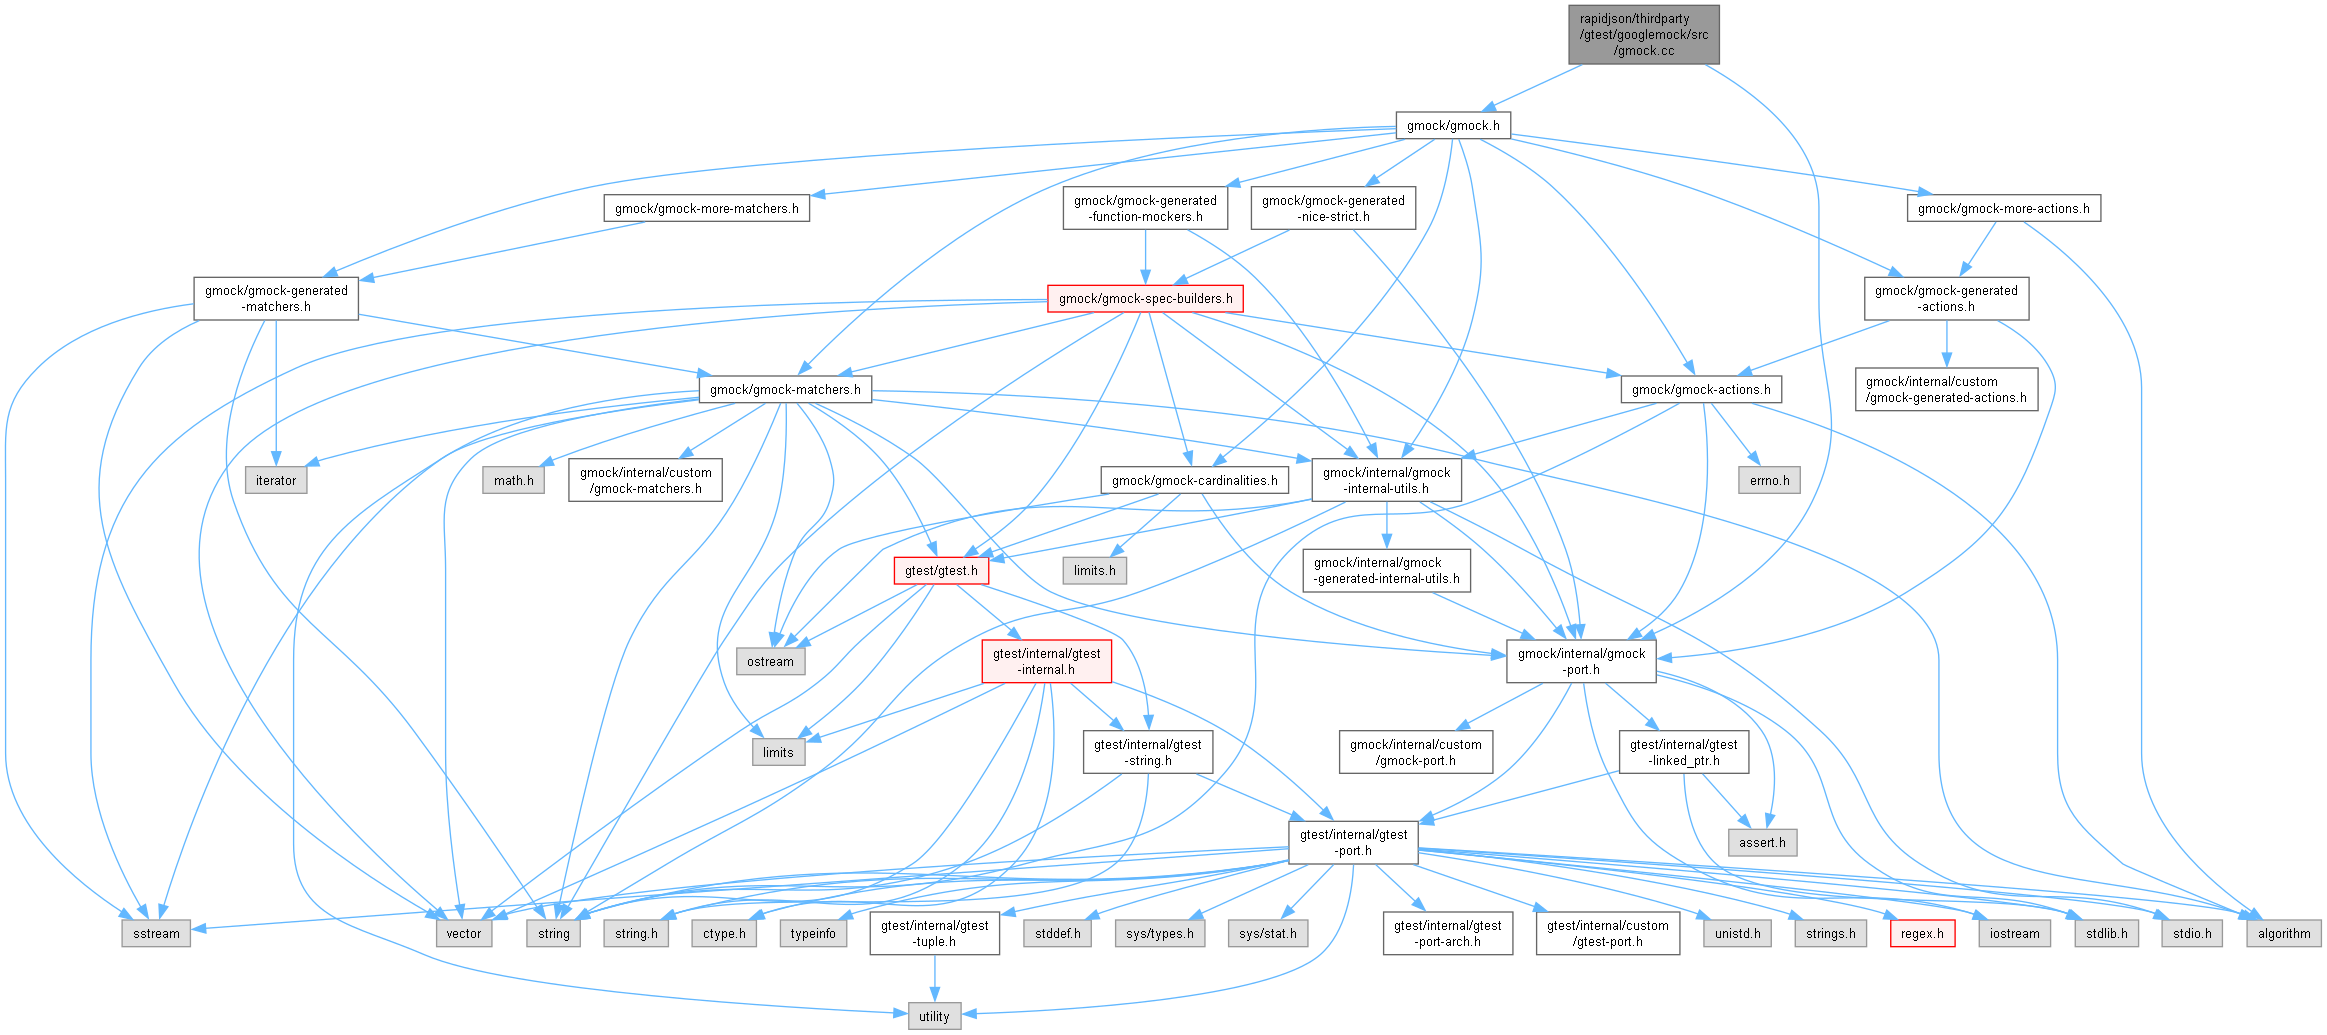 rapidjson/thirdparty
/gtest/googlemock/src
/gmock.cc
gmock/gmock.h
gmock/gmock-more-matchers.h
gmock/gmock-generated
-function-mockers.h
gmock/gmock-generated
-nice-strict.h
gmock/gmock-more-actions.h
gmock/gmock-generated
-matchers.h
gmock/gmock-spec-builders.h
gmock/gmock-generated
-actions.h
gmock/gmock-matchers.h
gmock/gmock-actions.h
gmock/internal/custom
/gmock-generated-actions.h
iterator
math.h
gmock/internal/custom
/gmock-matchers.h
gmock/gmock-cardinalities.h
gmock/internal/gmock
-internal-utils.h
errno.h
gtest/gtest.h
limits.h
gmock/internal/gmock
-generated-internal-utils.h
ostream
gtest/internal/gtest
-internal.h
gmock/internal/gmock
-port.h
limits
gtest/internal/gtest
-string.h
gmock/internal/custom
/gmock-port.h
gtest/internal/gtest
-linked_ptr.h
gtest/internal/gtest
-port.h
assert.h
sstream
vector
string
string.h
ctype.h
typeinfo
gtest/internal/gtest
-tuple.h
stddef.h
sys/types.h
sys/stat.h
gtest/internal/gtest
-port-arch.h
gtest/internal/custom
/gtest-port.h
unistd.h
strings.h
regex.h
iostream
stdlib.h
stdio.h
algorithm
utility